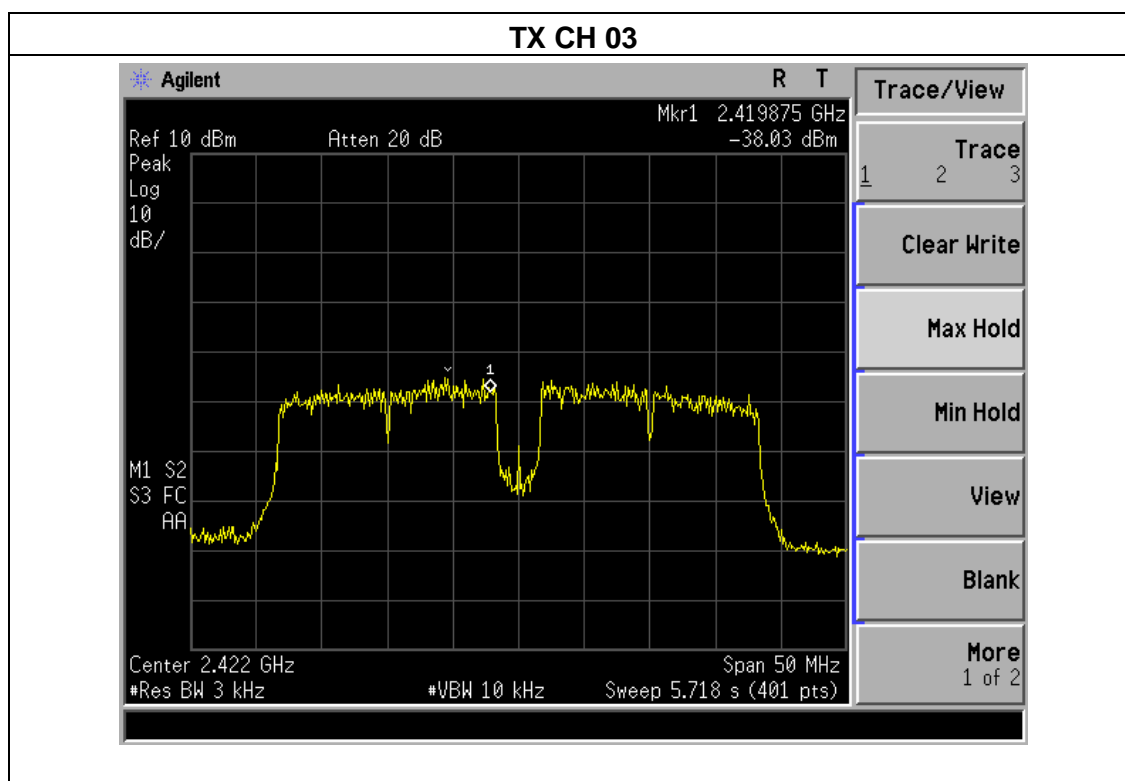 TX CH 03
Agilent R T
Mkr1 2.419875 GHz
Ref 10 dBm Atten 20 dB -38.03 dBm
Peak
Log
10
dB/
1
M1 S2
S3 FC
AA
Center 2.422 GHz Span 50 MHz
#Res BW 3 kHz #VBW 10 kHz Sweep 5.718 s (401 pts)
Trace/View
Trace
1 2 3
Clear Write
Max Hold
Min Hold
View
Blank
More
1 of 2